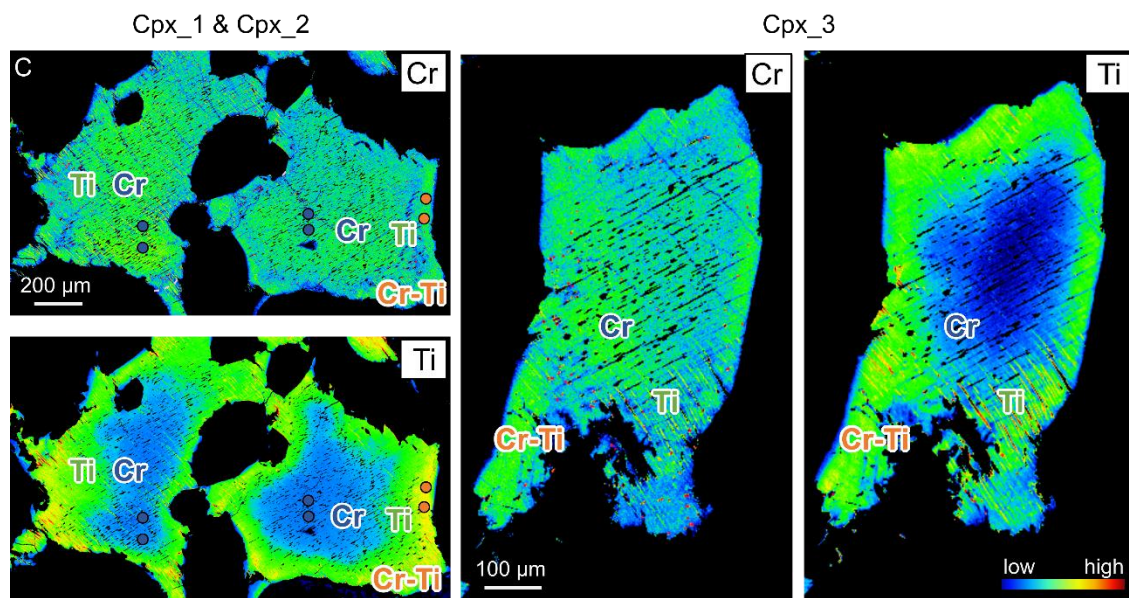 Cpx_1 & Cpx_2
Cpx_3
C
Cr
Ti Cr
Cr
Ti
Cr-Ti
200 µm
Ti
Ti Cr
Cr
Ti
Cr-Ti
Cr
Cr
Ti
Cr-Ti
100 µm
Ti
Cr
Ti
Cr-Ti
low high